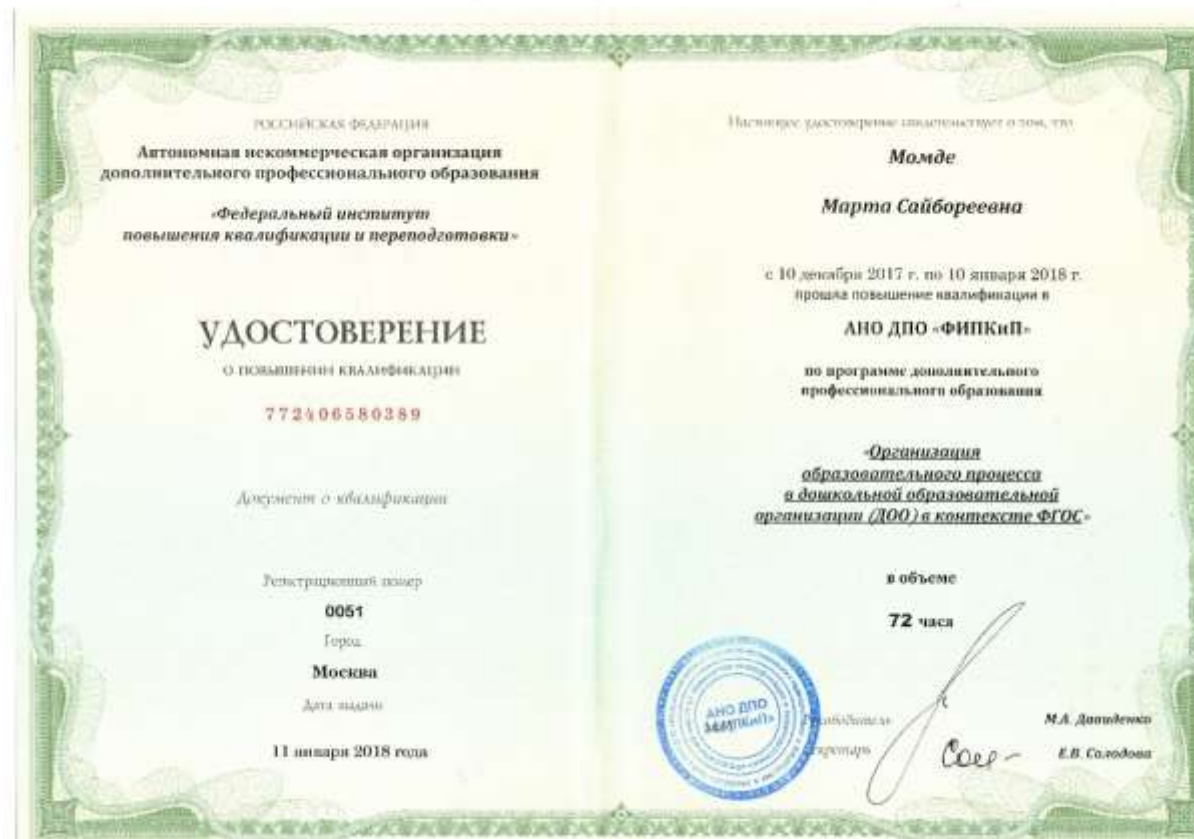 РОССИЙСКАЯ ФЕДЕРАЦИЯ
Автономная некоммерческая организация
дополнительного профессионального образования
«Федеральный институт
повышения квалификации и переподготовки»
УДОСТОВЕРЕНИЕ
О ПОВЫШЕНИИ КВАЛИФИКАЦИИ
772406580389
Документ о квалификации
Регистрационный номер
0051
Город
Москва
Дата выдачи
11 января 2018 года
Настоящее удостоверение свидетельствует о том, что
Момде
Марта Сайбореевна
с 10 декабря 2017 г. по 10 января 2018 г.
прошла повышение квалификации в
АНО ДПО «ФИПКиП»
по программе дополнительного
профессионального образования
«Организация
образовательного процесса
в дошкольной образовательной
организации (ДОО) в контексте ФГОС»
в объеме
72 часа
АНО ДПО
«ФИПКиП»
Руководитель
М.А. Давиденко
Секретарь
Е.В. Солодова